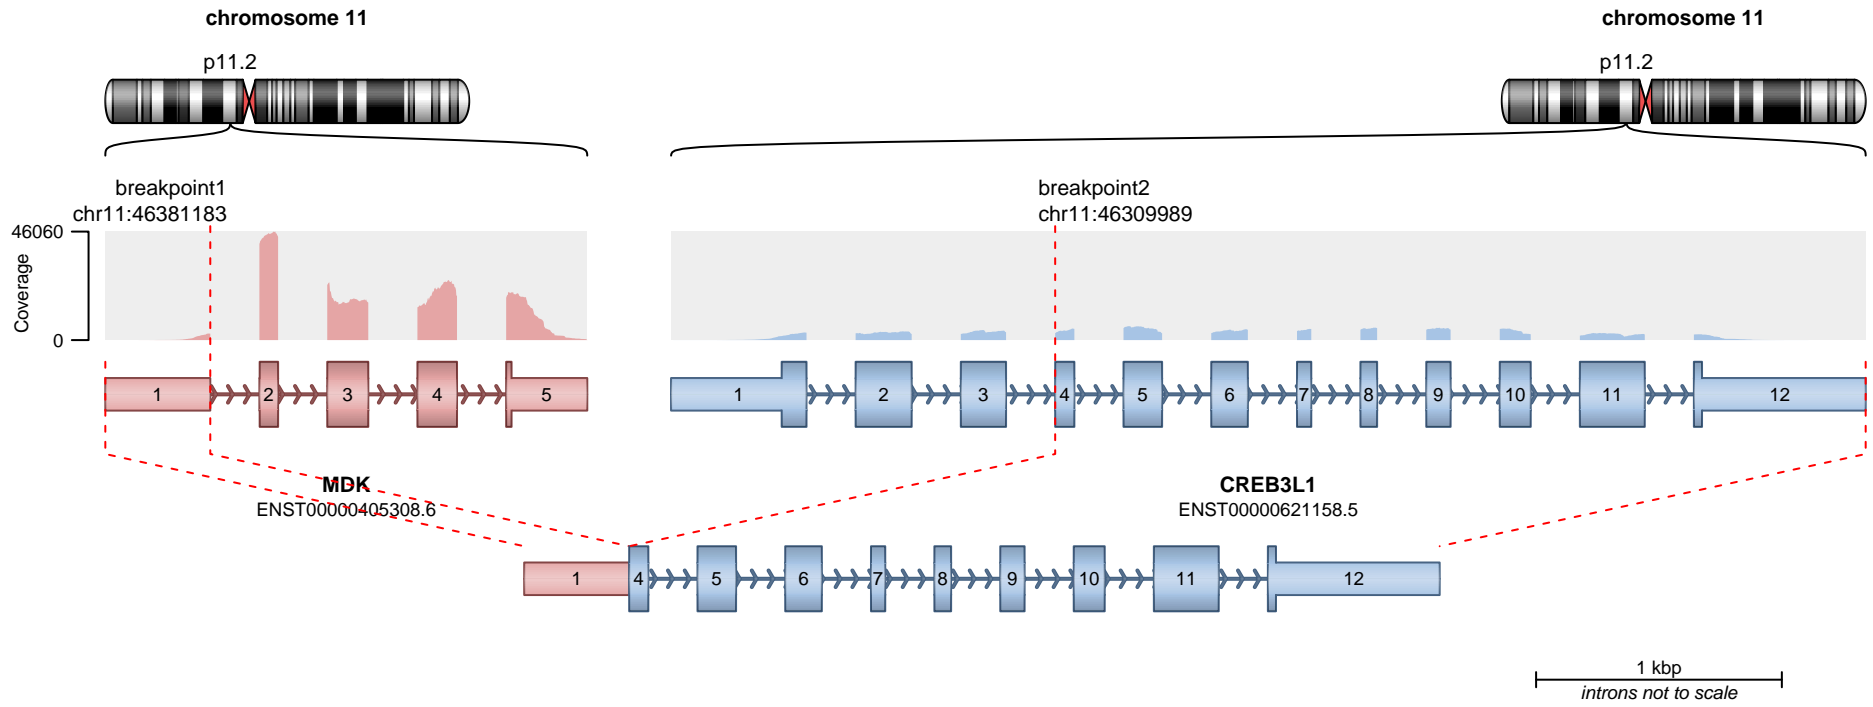 chromosome 11
chromosome 11
p11.2
p11.2
breakpoint1
chr11:46381183
breakpoint2
chr11:46309989
46060
Coverage
0
1 2 3 4 5
1 2 3 4 5 6 7 8 9 10 11 12
MDK
ENST00000405308.6
CREB3L1
ENST00000621158.5
1 4 5 6 7 8 9 10 11 12
1 kbp
introns not to scale